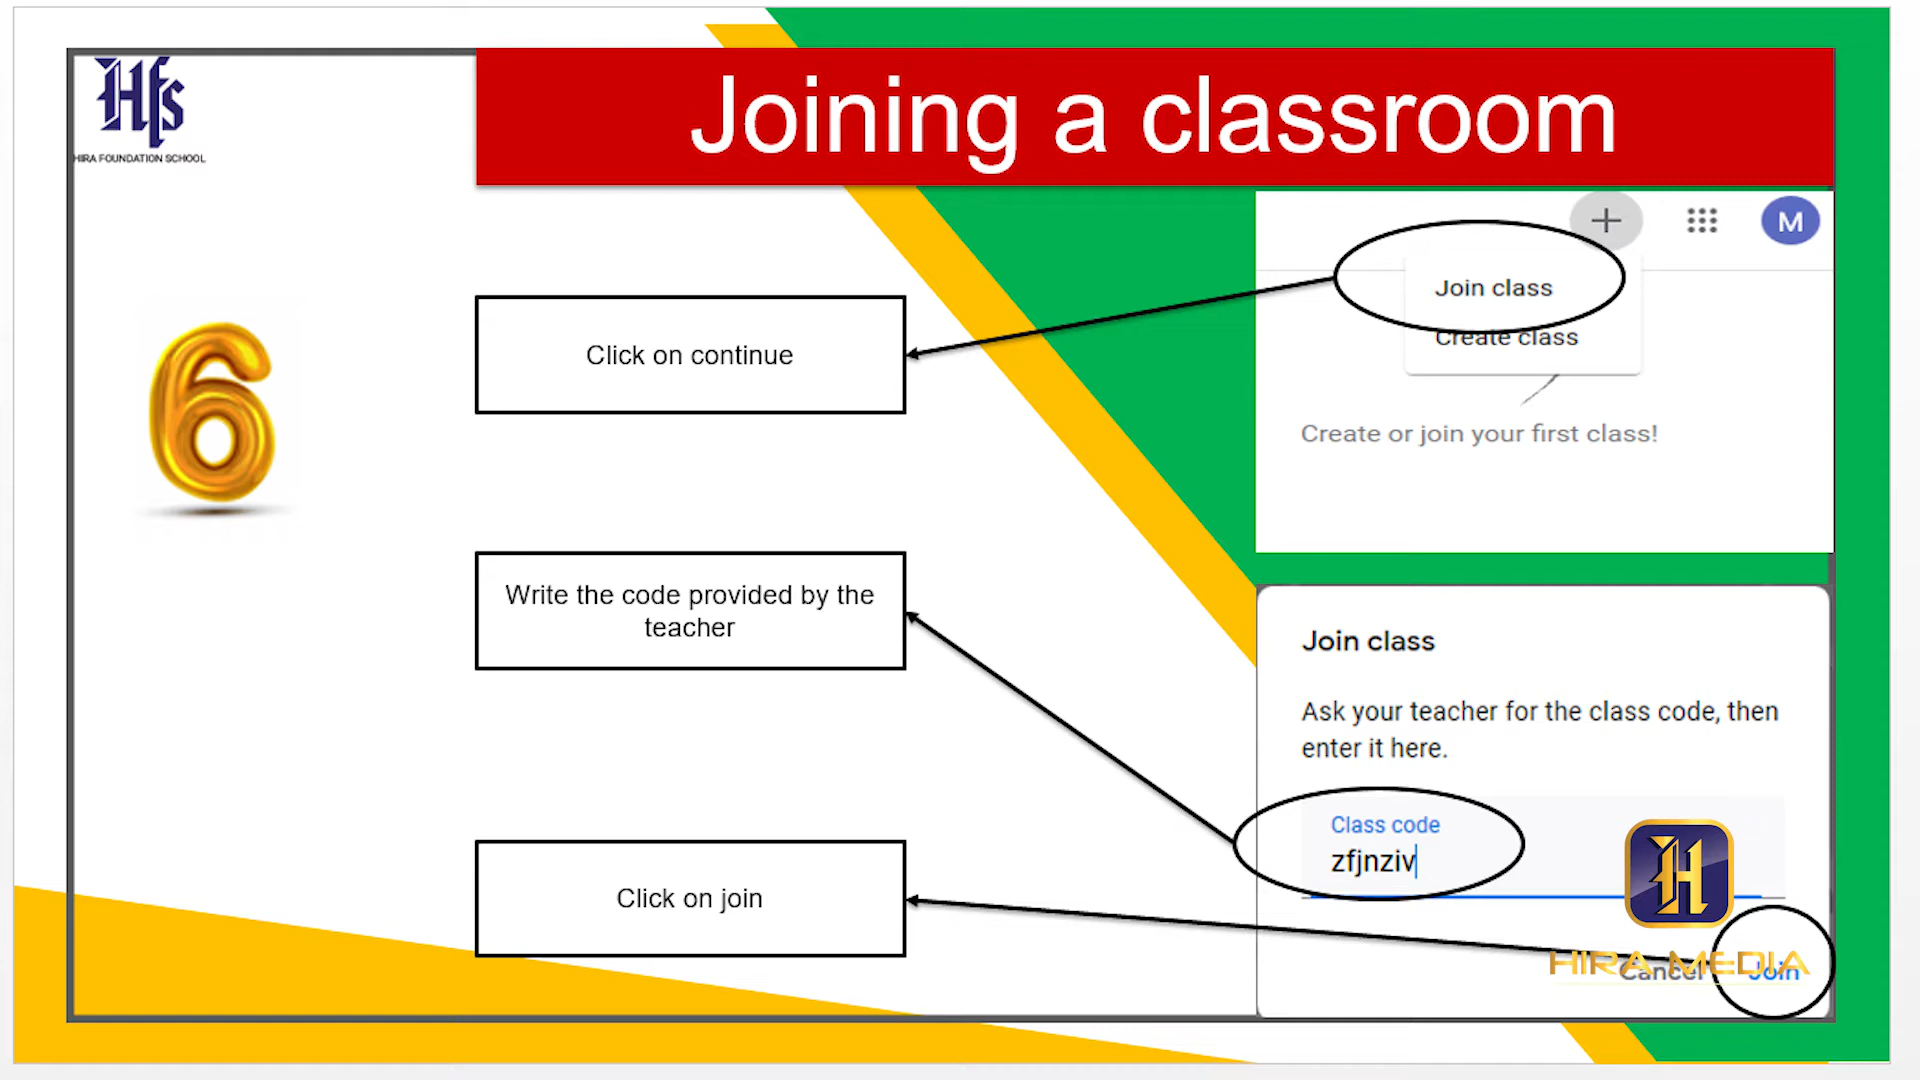 Hfs
HIRA FOUNDATION SCHOOL
Joining a classroom
M
Join class
Create class
Create or join your first class!
6
Click on continue
Write the code provided by the
teacher
Click on join
Join class
Ask your teacher for the class code, then
enter it here.
Class code
zfjnziv
H
HIRA MEDIA
Cancel
Join